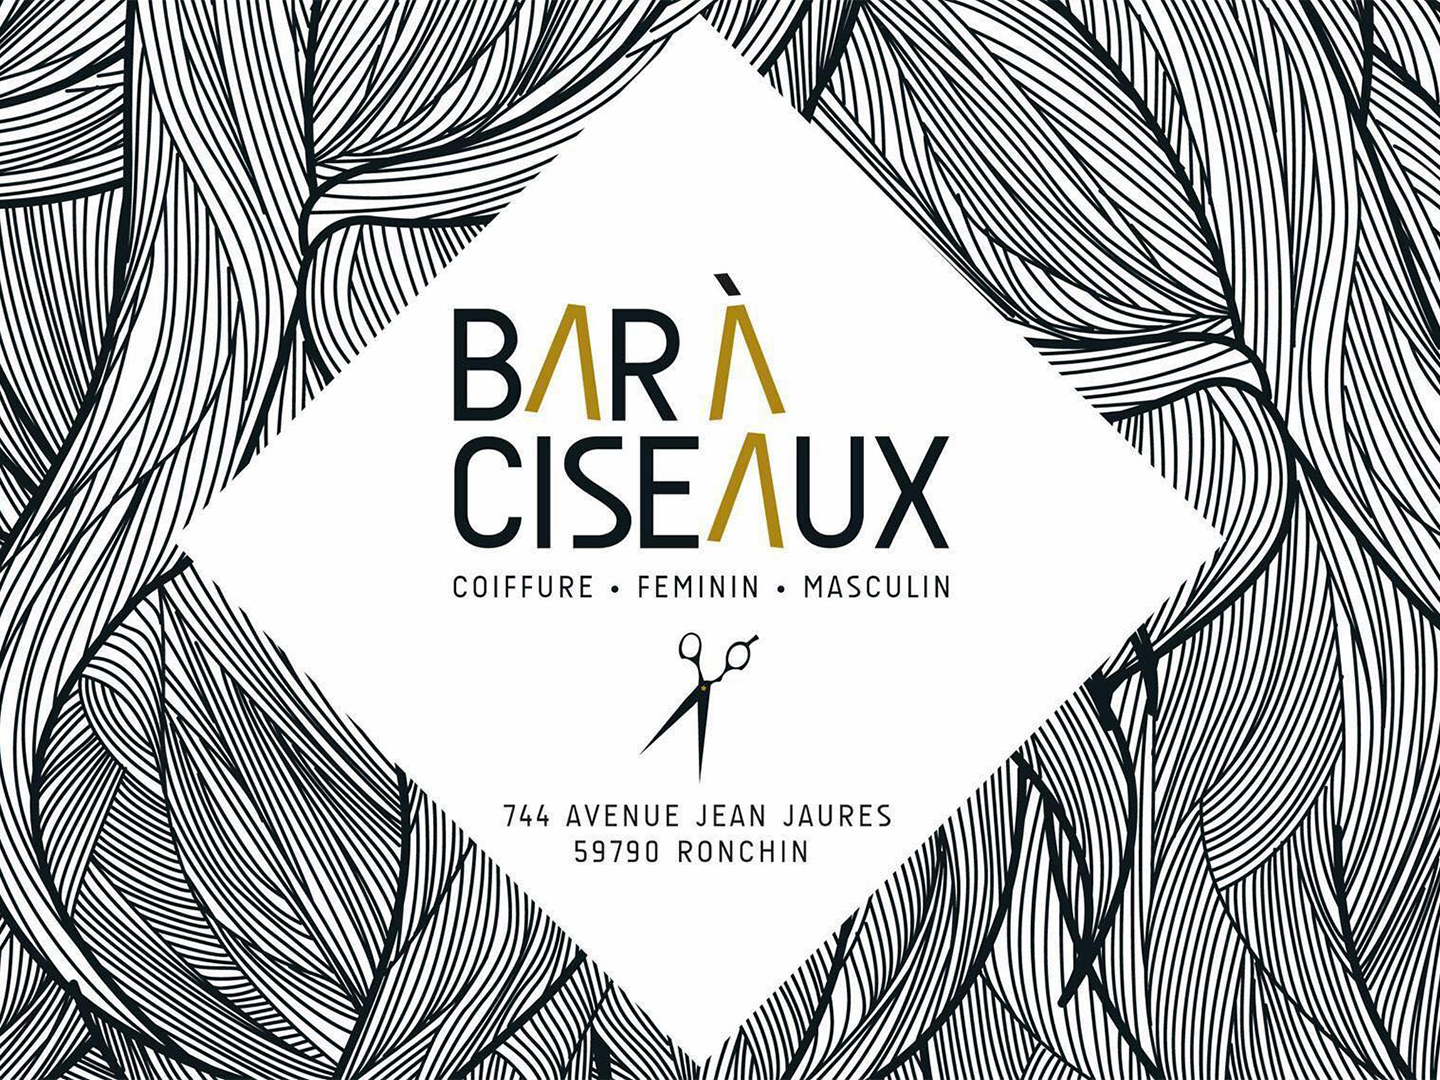 BAR À
CISEAUX
COIFFURE • FEMININ • MASCULIN
744 AVENUE JEAN JAURES
59790 RONCHIN